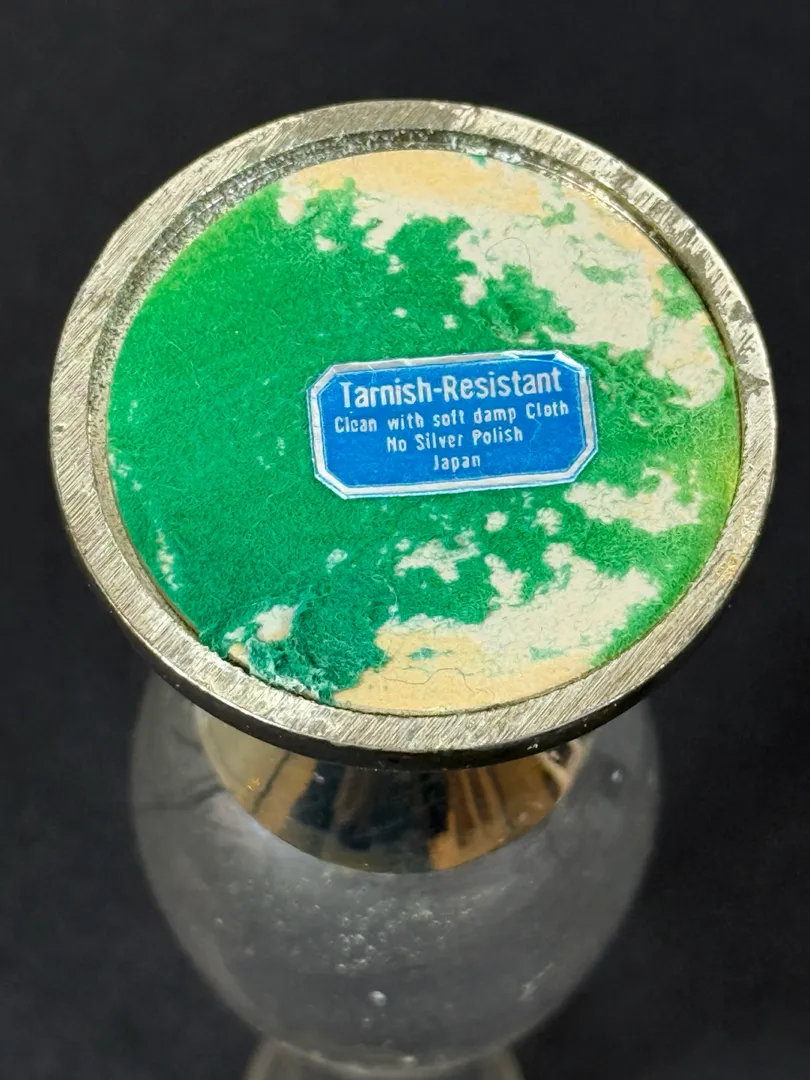 Tarnish-Resistant
Clean with soft damp Cloth
No Silver Polish
Japan